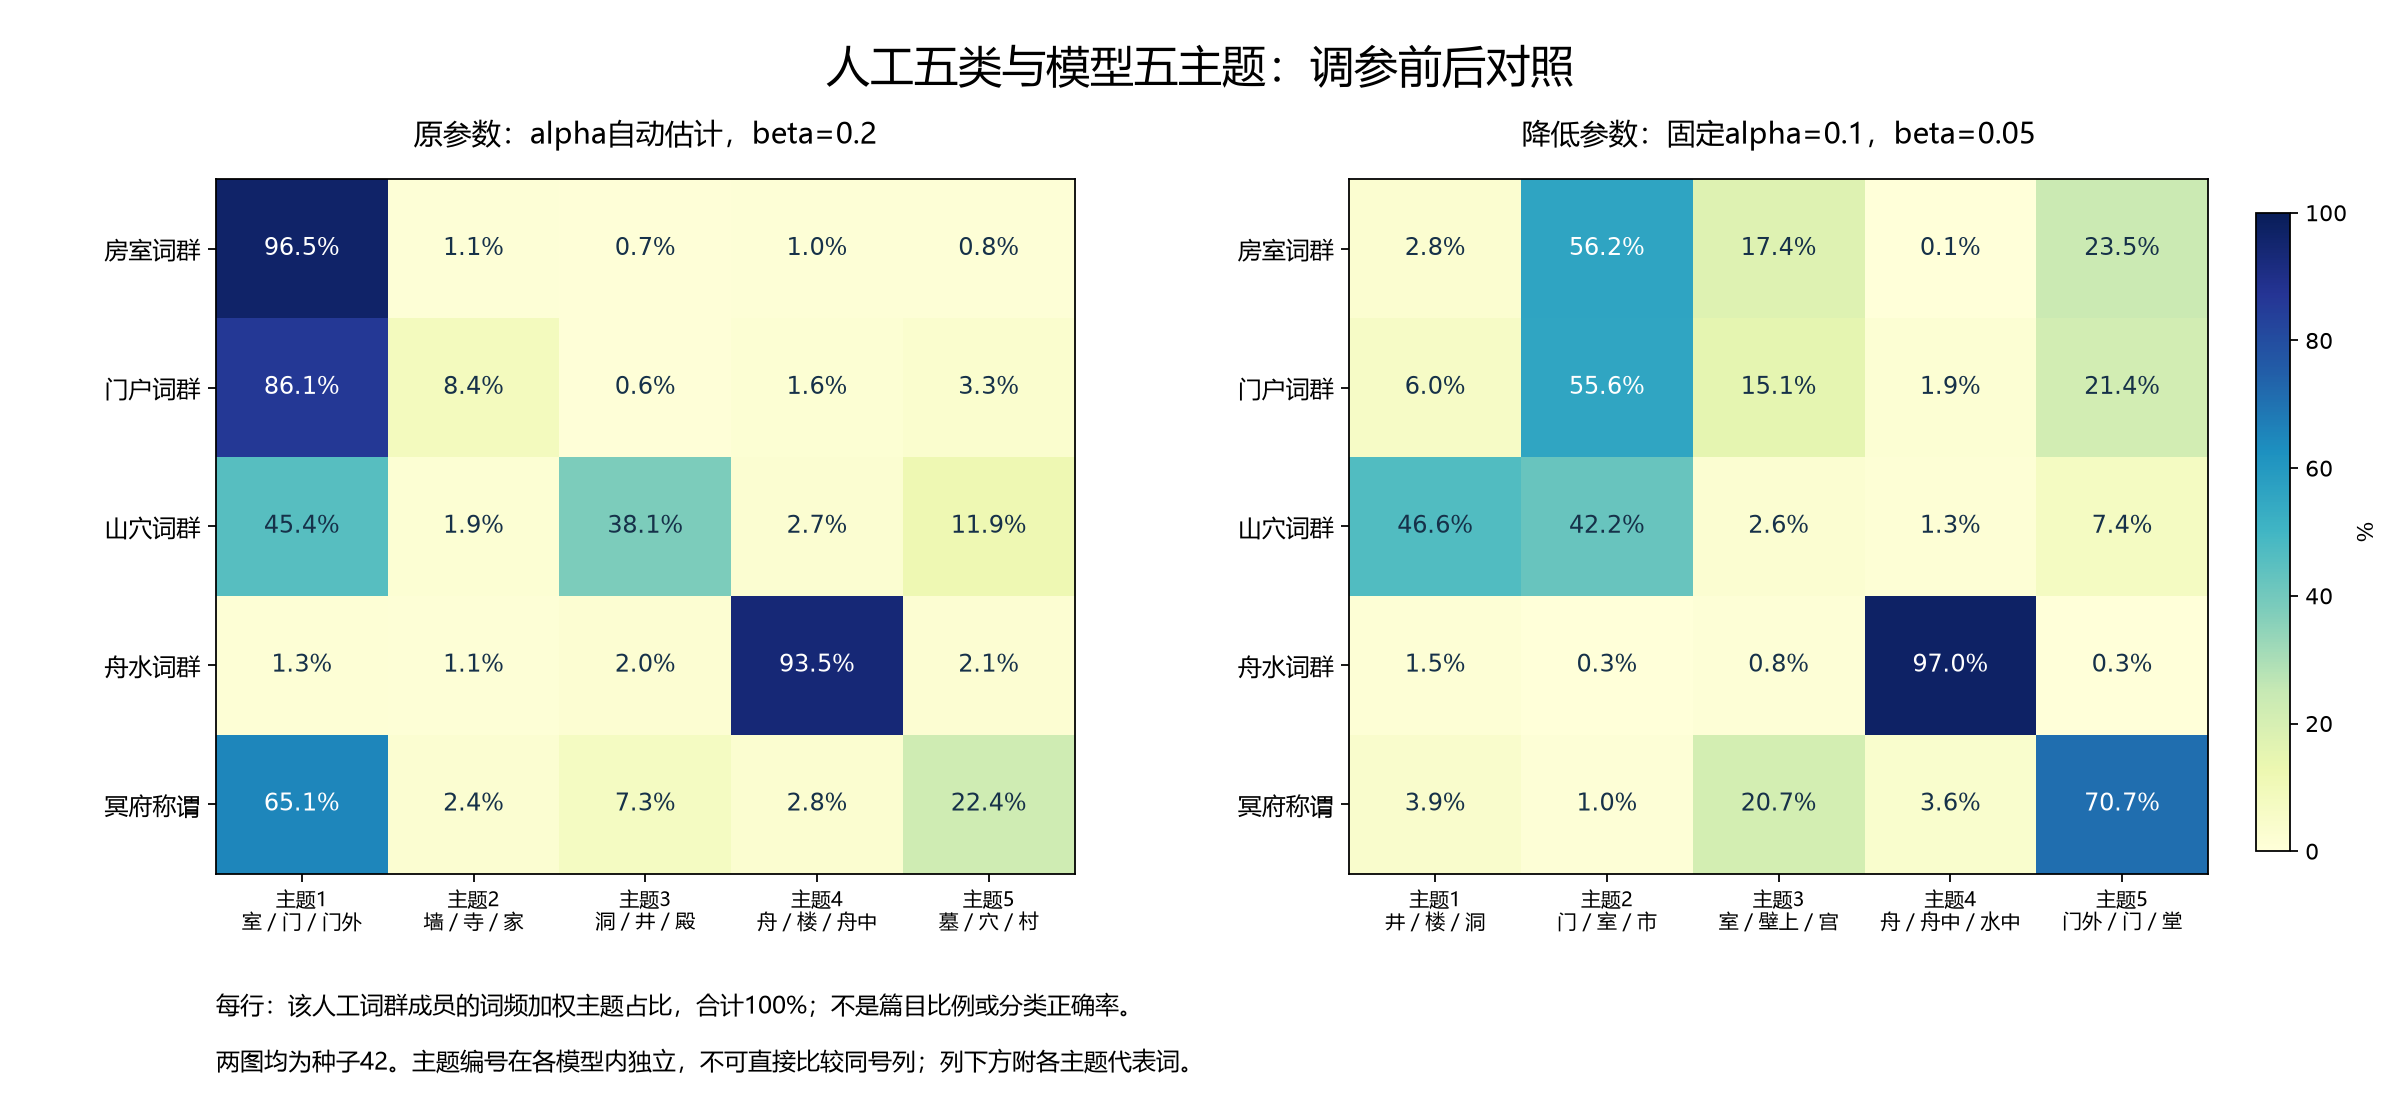 人工五类与模型五主题：调参前后对照
原参数：alpha自动估计，beta=0.2
房室词群 96.5% 1.1% 0.7% 1.0% 0.8%
门户词群 86.1% 8.4% 0.6% 1.6% 3.3%
山穴词群 45.4% 1.9% 38.1% 2.7% 11.9%
舟水词群 1.3% 1.1% 2.0% 93.5% 2.1%
冥府称谓 65.1% 2.4% 7.3% 2.8% 22.4%
主题1 主题2 主题3 主题4 主题5
室 / 门 / 门外 墙 / 寺 / 家 洞 / 井 / 殿 舟 / 楼 / 舟中 墓 / 穴 / 村
降低参数：固定alpha=0.1，beta=0.05
房室词群 2.8% 56.2% 17.4% 0.1% 23.5%
门户词群 6.0% 55.6% 15.1% 1.9% 21.4%
山穴词群 46.6% 42.2% 2.6% 1.3% 7.4%
舟水词群 1.5% 0.3% 0.8% 97.0% 0.3%
冥府称谓 3.9% 1.0% 20.7% 3.6% 70.7%
主题1 主题2 主题3 主题4 主题5
井 / 楼 / 洞 门 / 室 / 市 室 / 壁上 / 宫 舟 / 舟中 / 水中 门外 / 门 / 堂
100
80
60
40
20
0
%
每行：该人工词群成员的词频加权主题占比，合计100%；不是篇目比例或分类正确率。
两图均为种子42。主题编号在各模型内独立，不可直接比较同号列；列下方附各主题代表词。